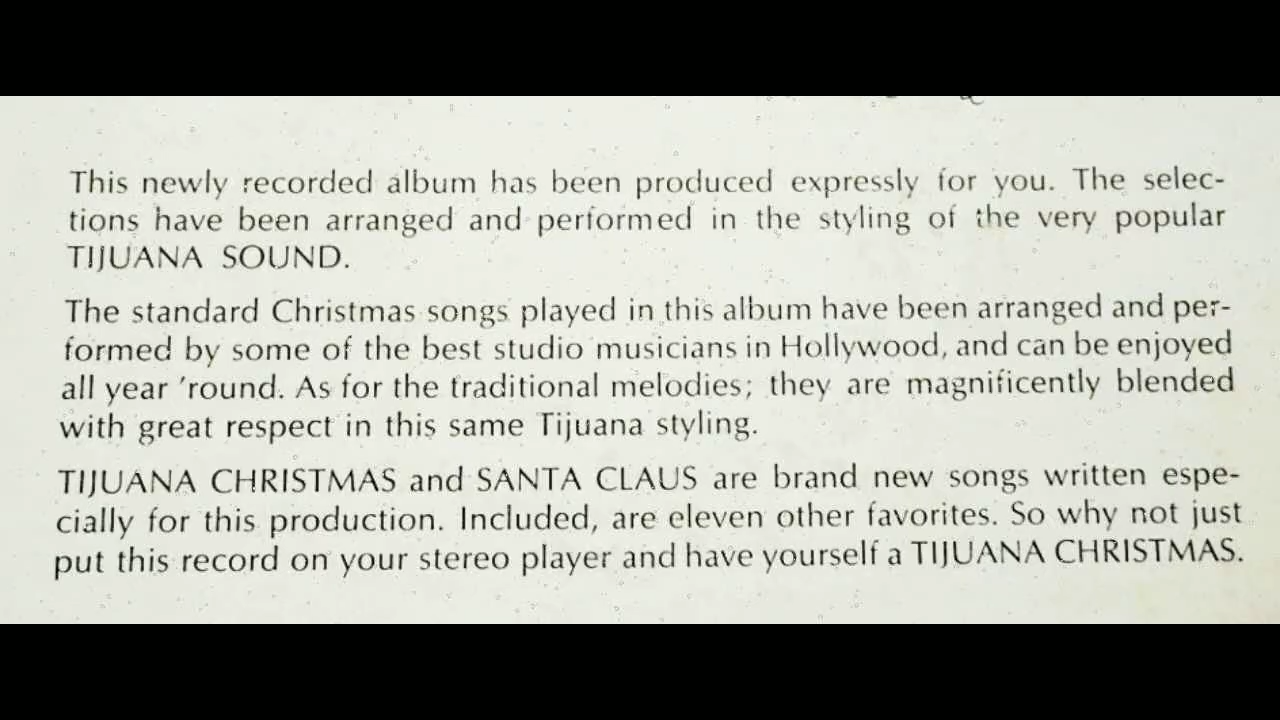 This newly recorded album has been produced expressly for you. The selec-
tions have been arranged and performed in the styling of the very popular
TIJUANA SOUND.
The standard Christmas songs played in this album have been arranged and per-
formed by some of the best studio musicians in Hollywood, and can be enjoyed
all year ’round. As for the traditional melodies; they are magnificently blended
with great respect in this same Tijuana styling.
TIJUANA CHRISTMAS and SANTA CLAUS are brand new songs written espe-
cially for this production. Included, are eleven other favorites. So why not just
put this record on your stereo player and have yourself a TIJUANA CHRISTMAS.